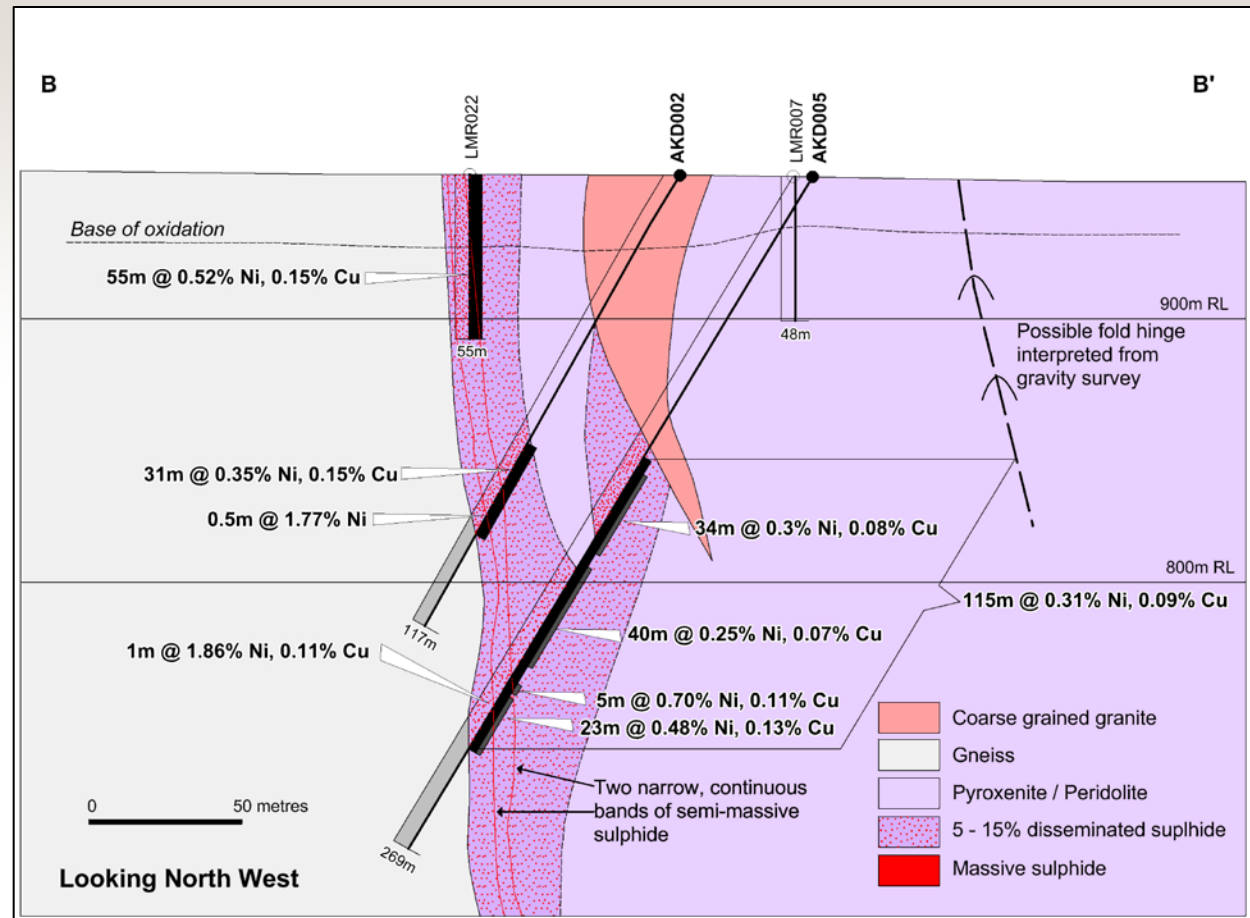 B
B'
LMR022
AKD002
LMR007
AKD005
Base of oxidation
55m @ 0.52% Ni, 0.15% Cu
900m RL
55m
48m
Possible fold hinge
interpreted from
gravity survey
31m @ 0.35% Ni, 0.15% Cu
0.5m @ 1.77% Ni
34m @ 0.3% Ni, 0.08% Cu
800m RL
115m @ 0.31% Ni, 0.09% Cu
117m
40m @ 0.25% Ni, 0.07% Cu
1m @ 1.86% Ni, 0.11% Cu
5m @ 0.70% Ni, 0.11% Cu
23m @ 0.48% Ni, 0.13% Cu
Coarse grained granite
Gneiss
Pyroxenite / Peridolite
5 - 15% disseminated suplhide
Massive sulphide
Two narrow, continuous
bands of semi-massive
sulphide
0 50 metres
269m
Looking North West